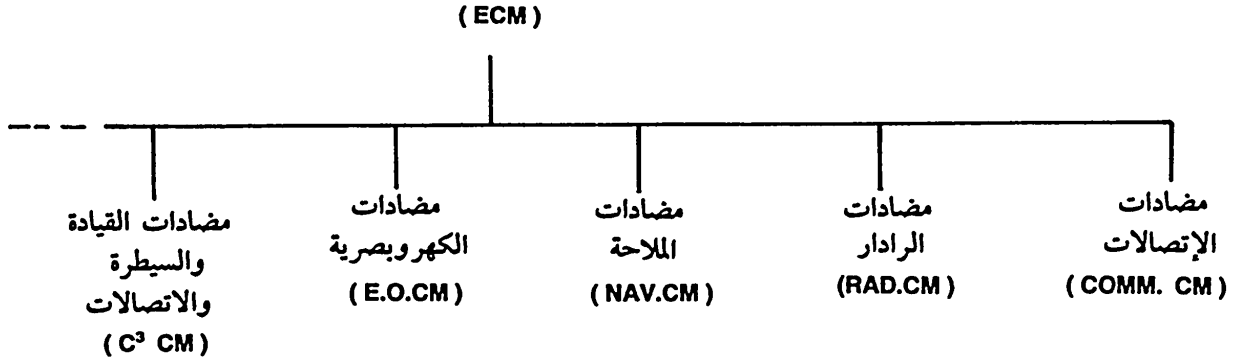 ( ECM )
مضادات
الإتصالات
( COMM. CM )
مضادات
الرادار
(RAD.CM)
مضادات
الملاحة
( NAV.CM)
مضادات
الكهروبصرية
( E.O.CM)
مضادات القيادة
والسيطرة
والاتصالات
( C³ CM )